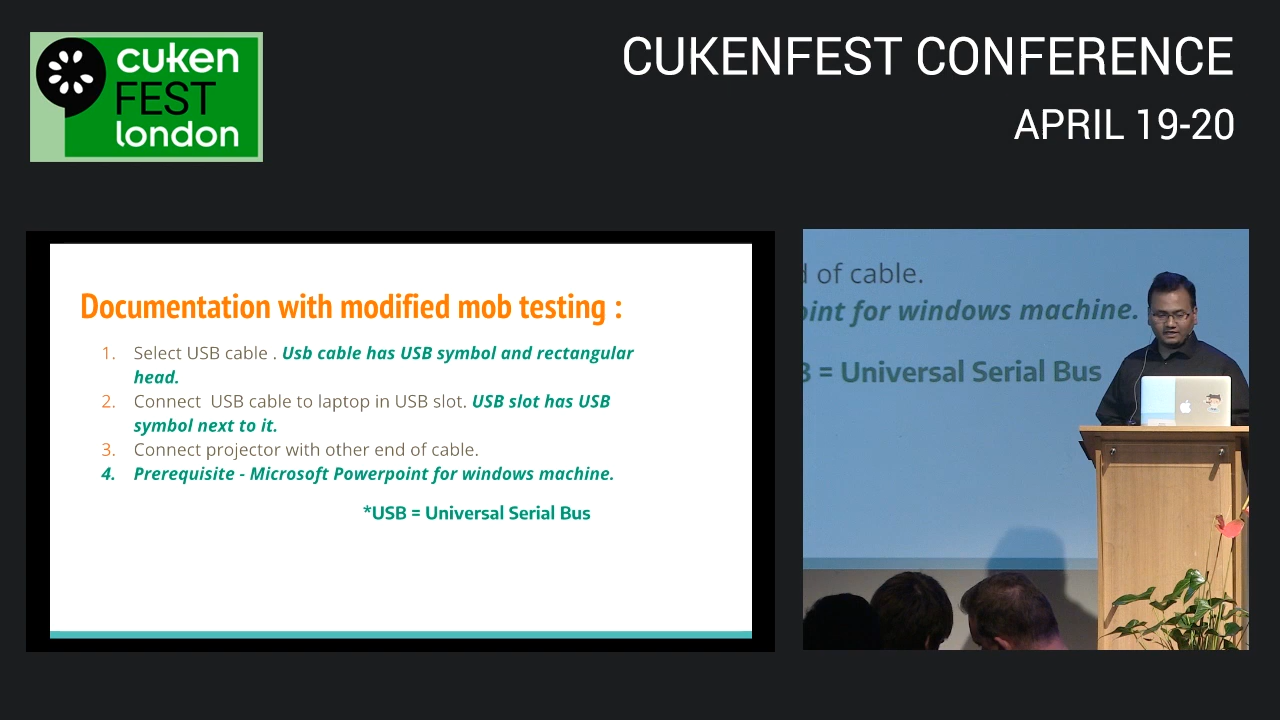 cuken
FEST
london
CUKENFEST CONFERENCE
APRIL 19-20
Documentation with modified mob testing :
1. Select USB cable . Usb cable has USB symbol and rectangular
head.
2. Connect USB cable to laptop in USB slot. USB slot has USB
symbol next to it.
3. Connect projector with other end of cable.
4. Prerequisite - Microsoft Powerpoint for windows machine.
*USB = Universal Serial Bus
d of cable.
oint for windows machine.
B = Universal Serial Bus